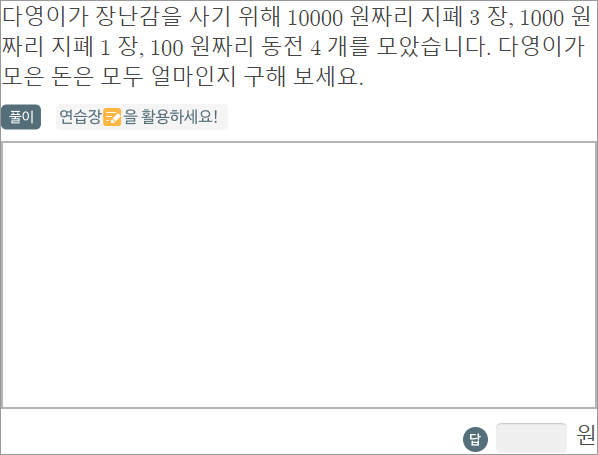 다영이가 장난감을 사기 위해 10000 원짜리 지폐 3 장, 1000 원
짜리 지폐 1 장, 100 원짜리 동전 4 개를 모았습니다. 다영이가
모은 돈은 모두 얼마인지 구해 보세요.
풀이 연습장을 활용하세요!
답 원